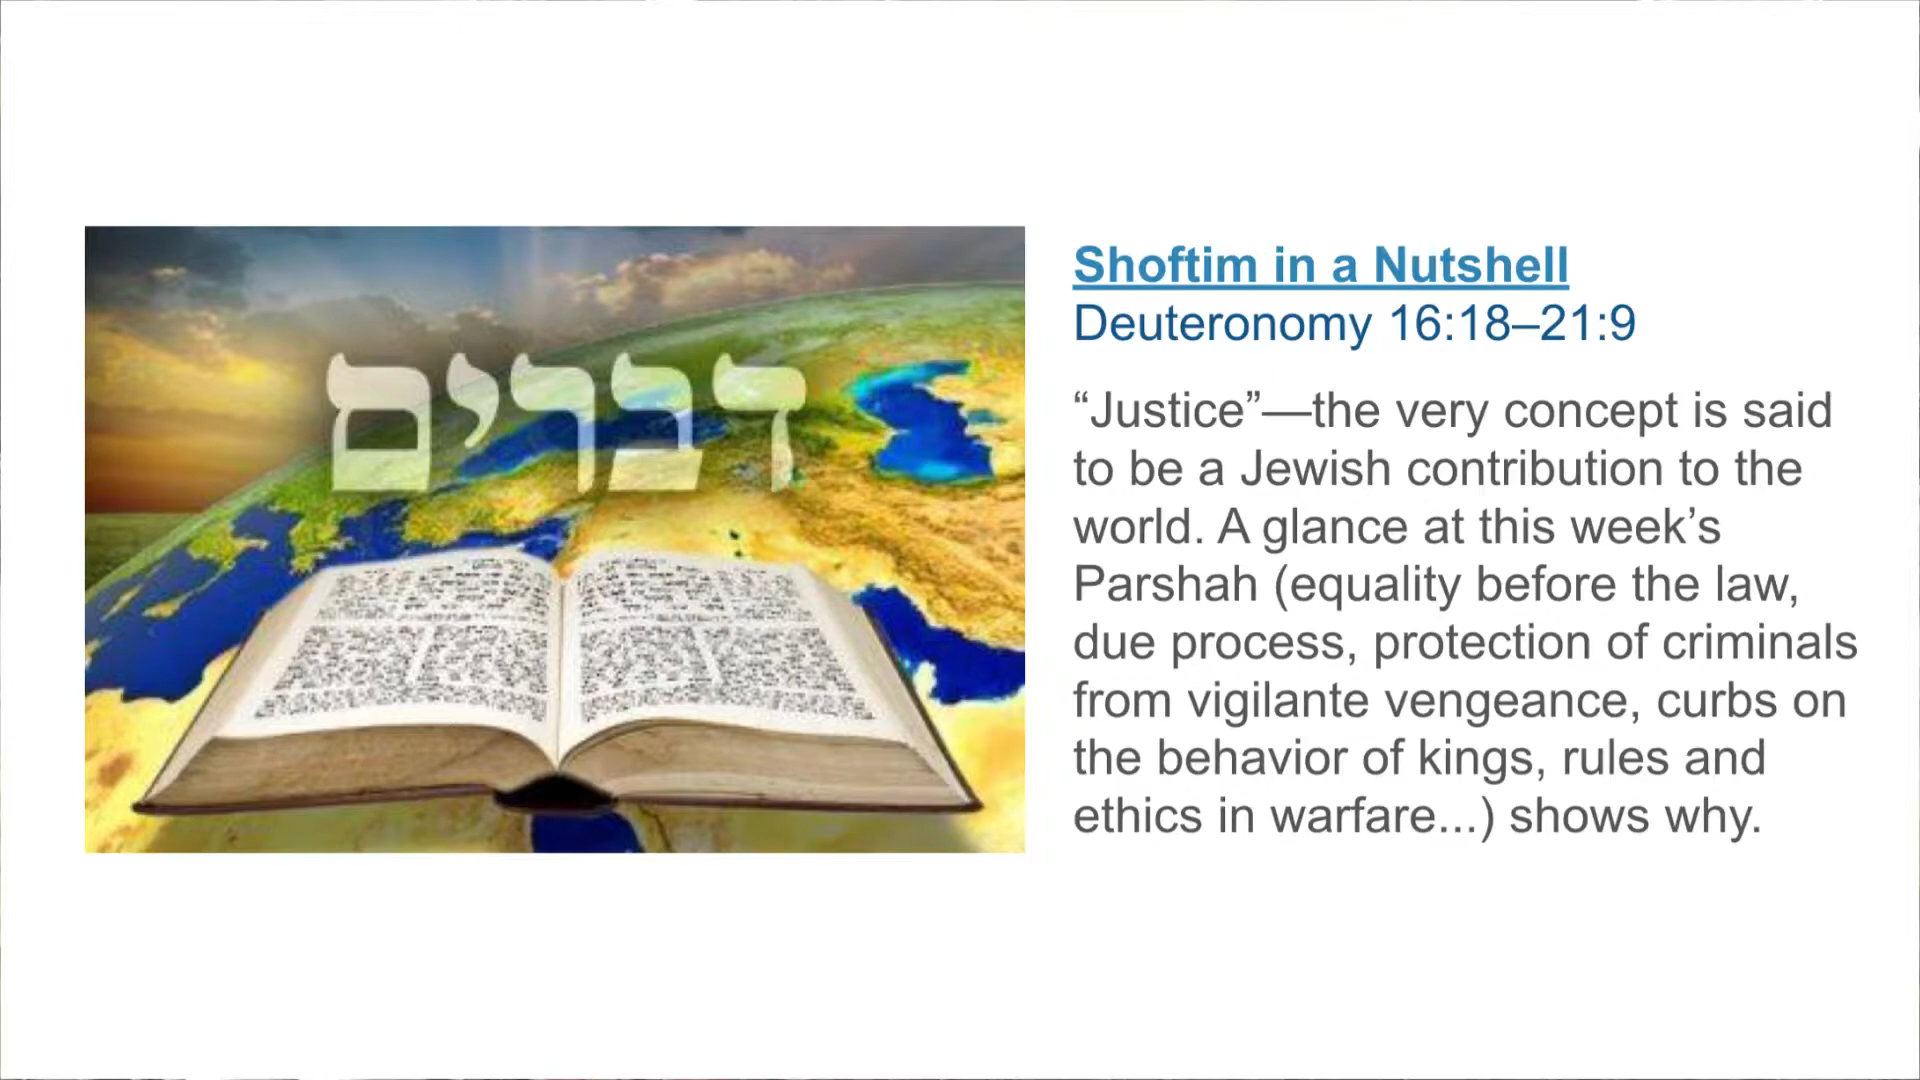 דברים
Shoftim in a Nutshell
Deuteronomy 16:18–21:9
“Justice”—the very concept is said
to be a Jewish contribution to the
world. A glance at this week’s
Parshah (equality before the law,
due process, protection of criminals
from vigilante vengeance, curbs on
the behavior of kings, rules and
ethics in warfare...) shows why.